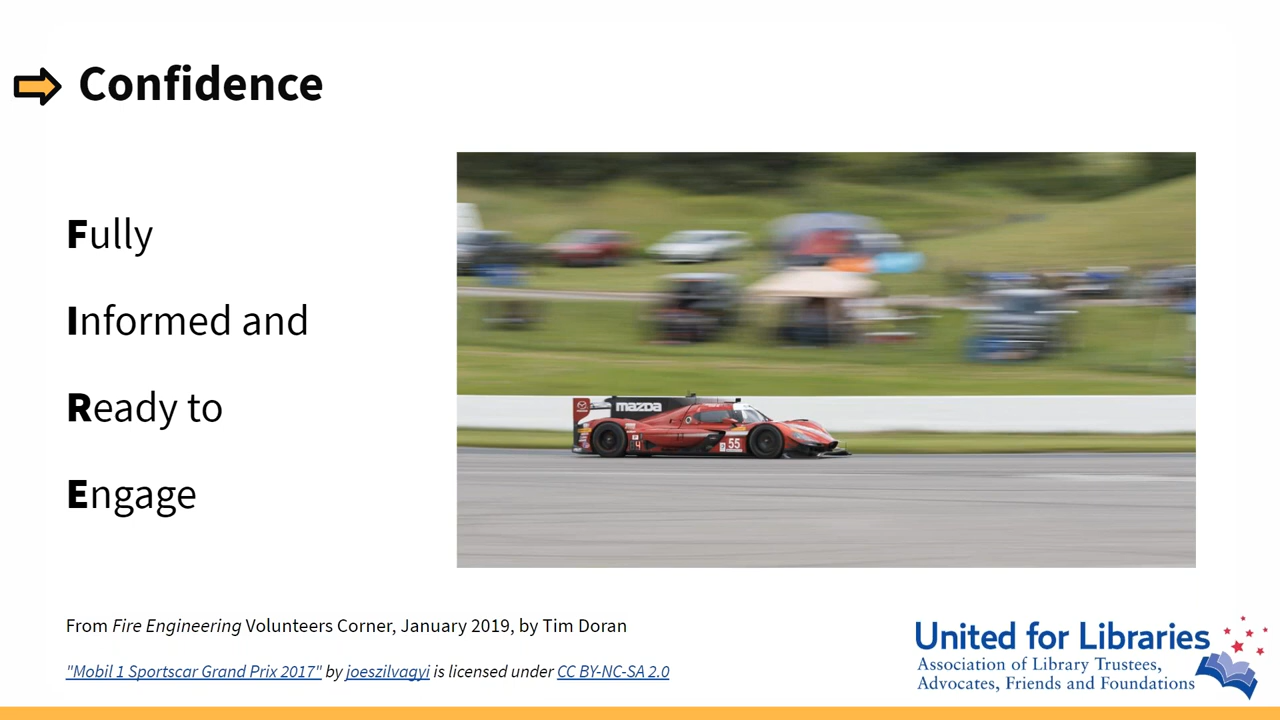 Confidence
Fully
Informed and
Ready to
Engage
mazda
55
From Fire Engineering Volunteers Corner, January 2019, by Tim Doran
"Mobil 1 Sportscar Grand Prix 2017" by joeszilvagyi is licensed under CC BY-NC-SA 2.0
United for Libraries
Association of Library Trustees,
Advocates, Friends and Foundations